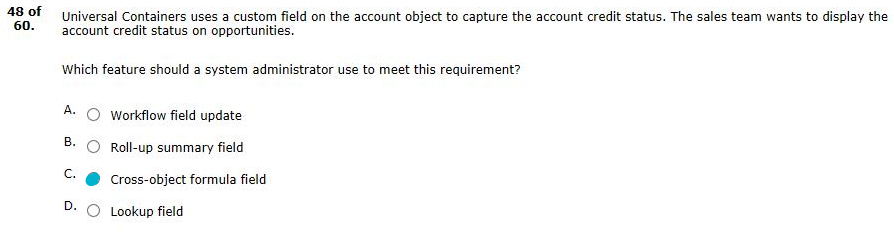 48 of 60.
Universal Containers uses a custom field on the account object to capture the account credit status. The sales team wants to display the
account credit status on opportunities.
Which feature should a system administrator use to meet this requirement?
A. Workflow field update
B. Roll-up summary field
C. Cross-object formula field
D. Lookup field